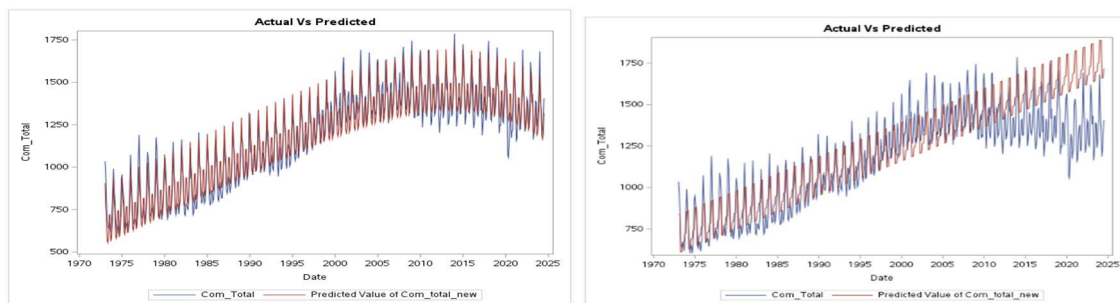 Actual Vs Predicted
Com_Total
1750
1500
1250
1000
750
500
1970 1975 1980 1985 1990 1995 2000 2005 2010 2015 2020 2025
Date
Com_Total Predicted Value of Com_total_new
Actual Vs Predicted
Com_Total
1750
1500
1250
1000
750
1970 1975 1980 1985 1990 1995 2000 2005 2010 2015 2020 2025
Date
Com_Total Predicted Value of Com_total_new